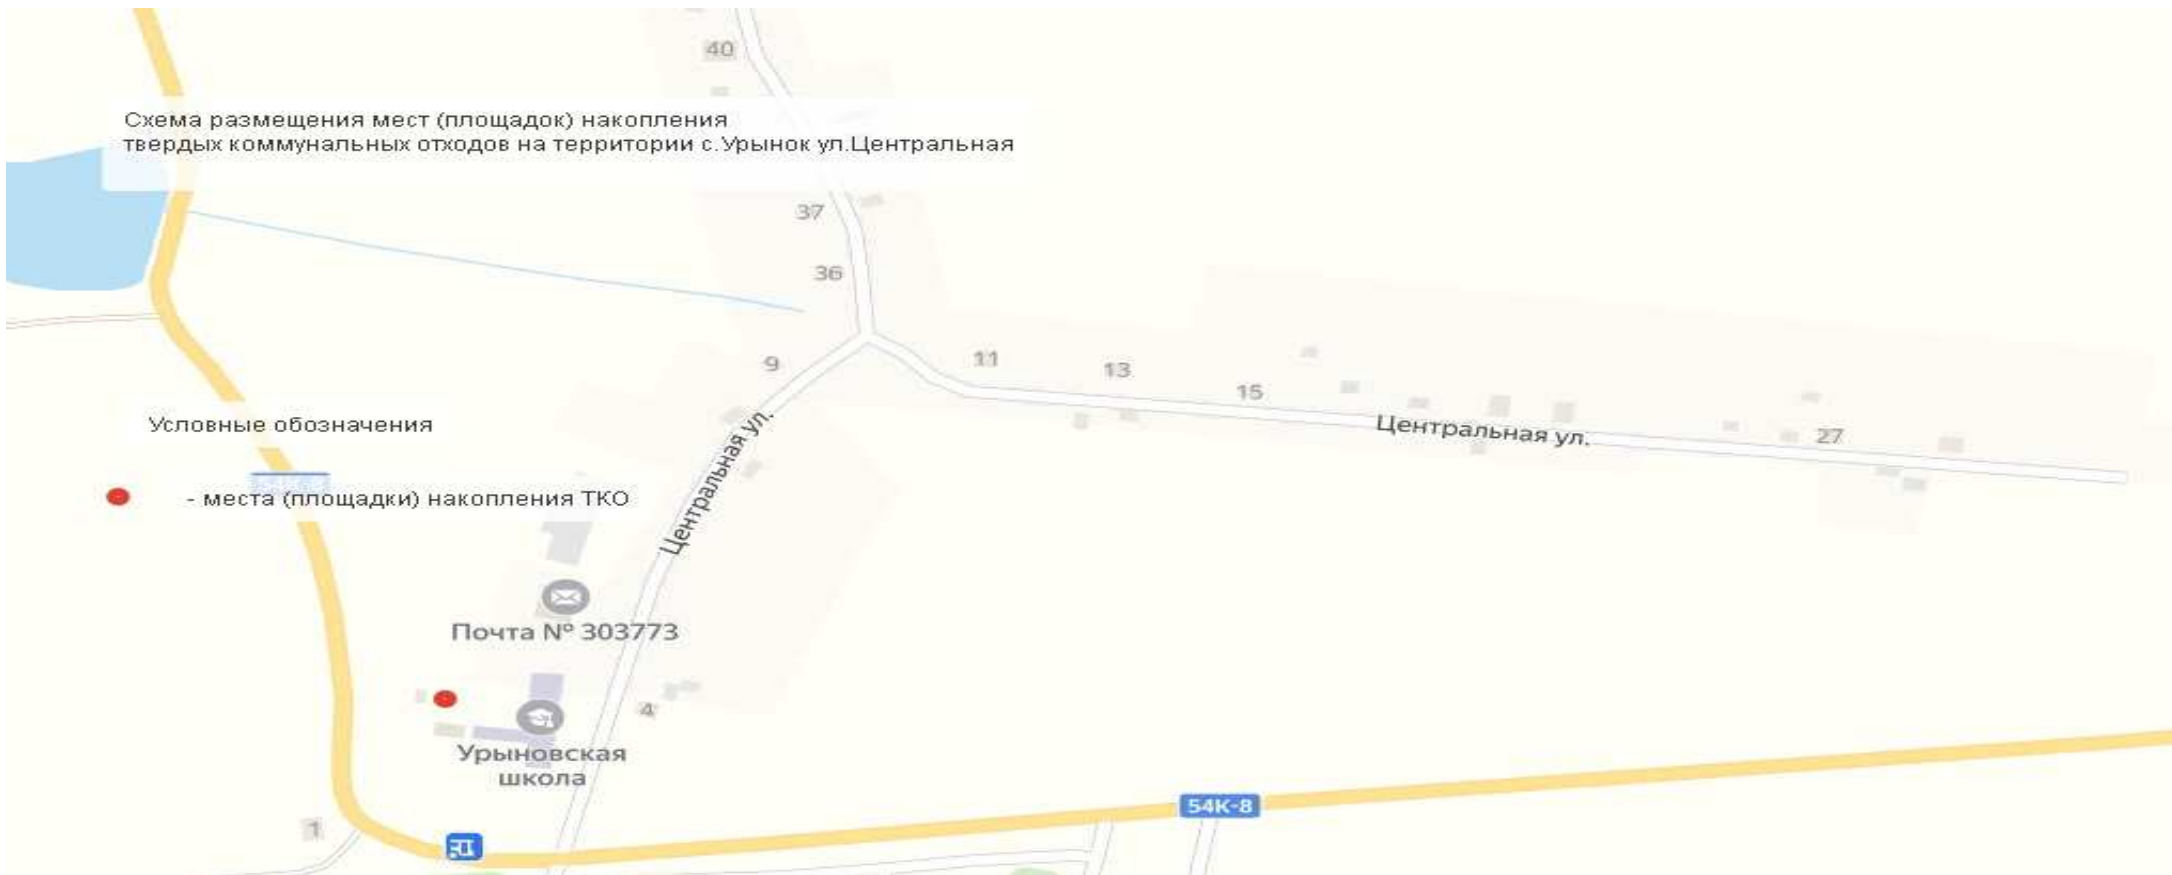 40
Схема размещения мест (площадок) накопления
твердых коммунальных отходов на территории с.Урынок ул.Центральная
37
36
9
11
13
15
Центральная ул.
27
Условные обозначения
Центральная ул.
54К-8
- места (площадки) накопления ТКО
Почта № 303773
4
Урыновская
школа
54К-8
1